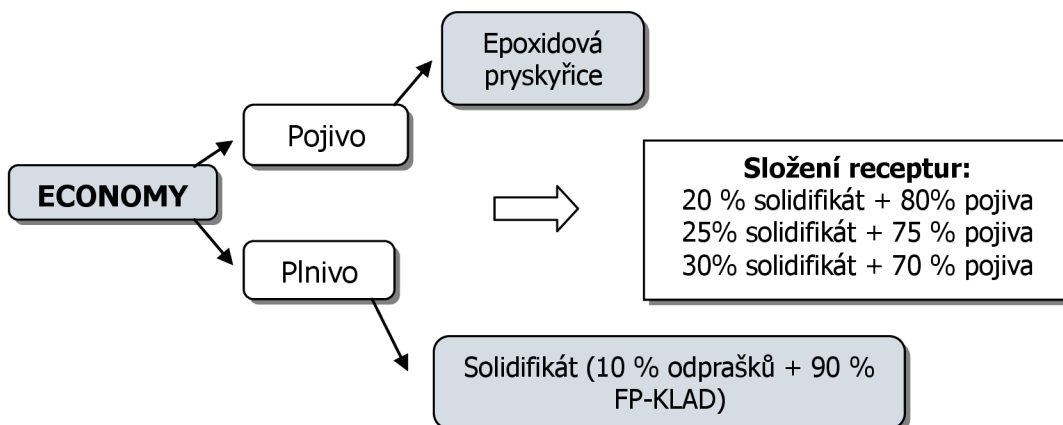 Epoxidová
pryskyřice
Pojivo
ECONOMY
Plnivo
Solidifikát (10 % odprašků + 90 %
FP-KLAD)
Složení receptur:
20 % solidifikát + 80% pojiva
25% solidifikát + 75 % pojiva
30% solidifikát + 70 % pojiva